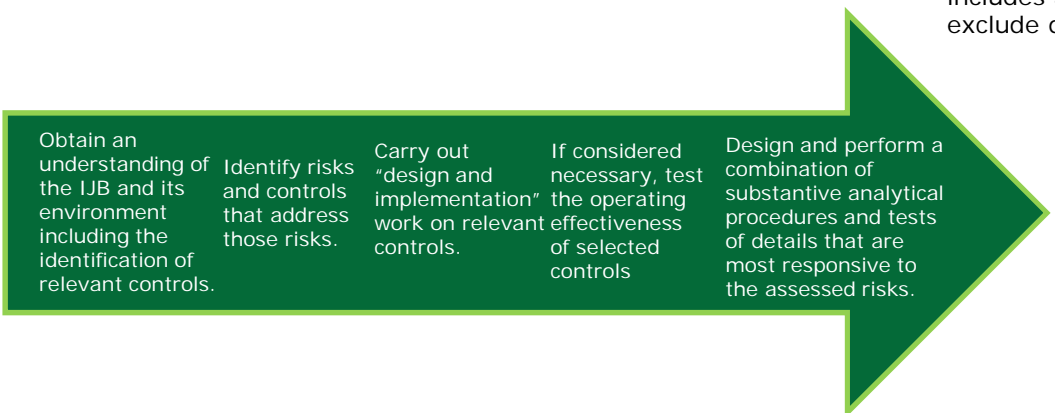 exclude d
Obtain an
understanding of
the IJB and its
environment
including the
identification of
relevant controls.
Identify risks
and controls
that address
those risks.
Carry out
“design and
implementation”
work on relevant
controls.
If considered
necessary, test
the operating
effectiveness
of selected
controls
Design and perform a
combination of
substantive analytical
procedures and tests
of details that are
most responsive to
the assessed risks.